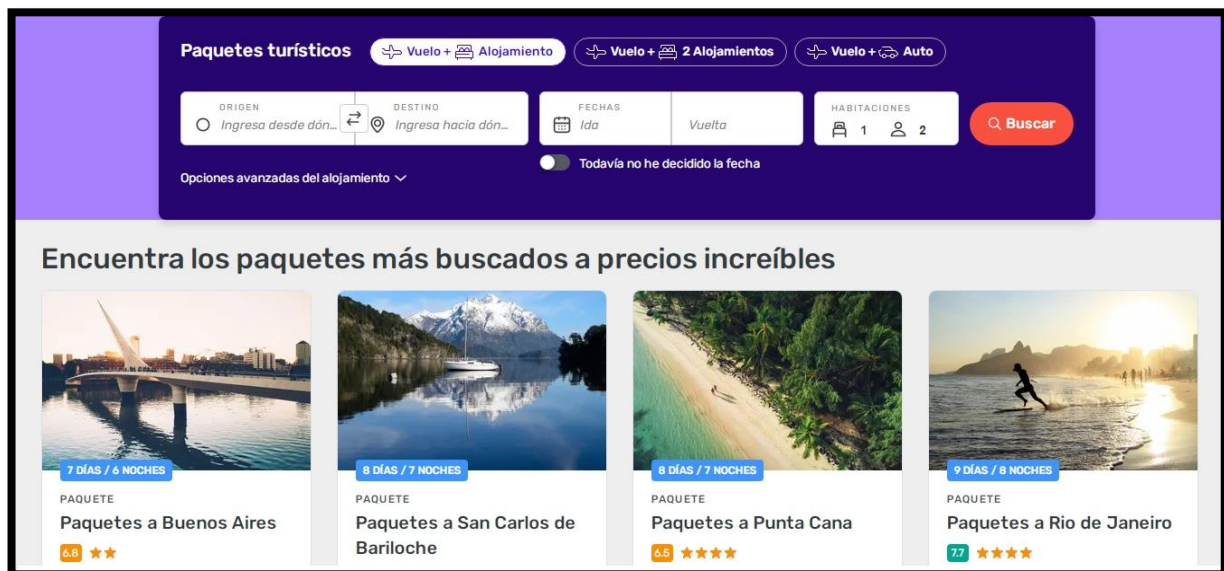 Paquetes turísticos
Vuelo + Alojamiento
Vuelo + 2 Alojamientos
Vuelo + Auto
ORIGEN
Ingresa desde dón...
DESTINO
Ingresa hacia dón...
FECHAS
Ida
Vuelta
HABITACIONES
1 2
Buscar
Todavía no he decidido la fecha
Opciones avanzadas del alojamiento
Encuentra los paquetes más buscados a precios increíbles
7 DÍAS / 6 NOCHES
PAQUETE
Paquetes a Buenos Aires
6.8
8 DÍAS / 7 NOCHES
PAQUETE
Paquetes a San Carlos de
Bariloche
8 DÍAS / 7 NOCHES
PAQUETE
Paquetes a Punta Cana
6.5
9 DÍAS / 8 NOCHES
PAQUETE
Paquetes a Rio de Janeiro
7.7